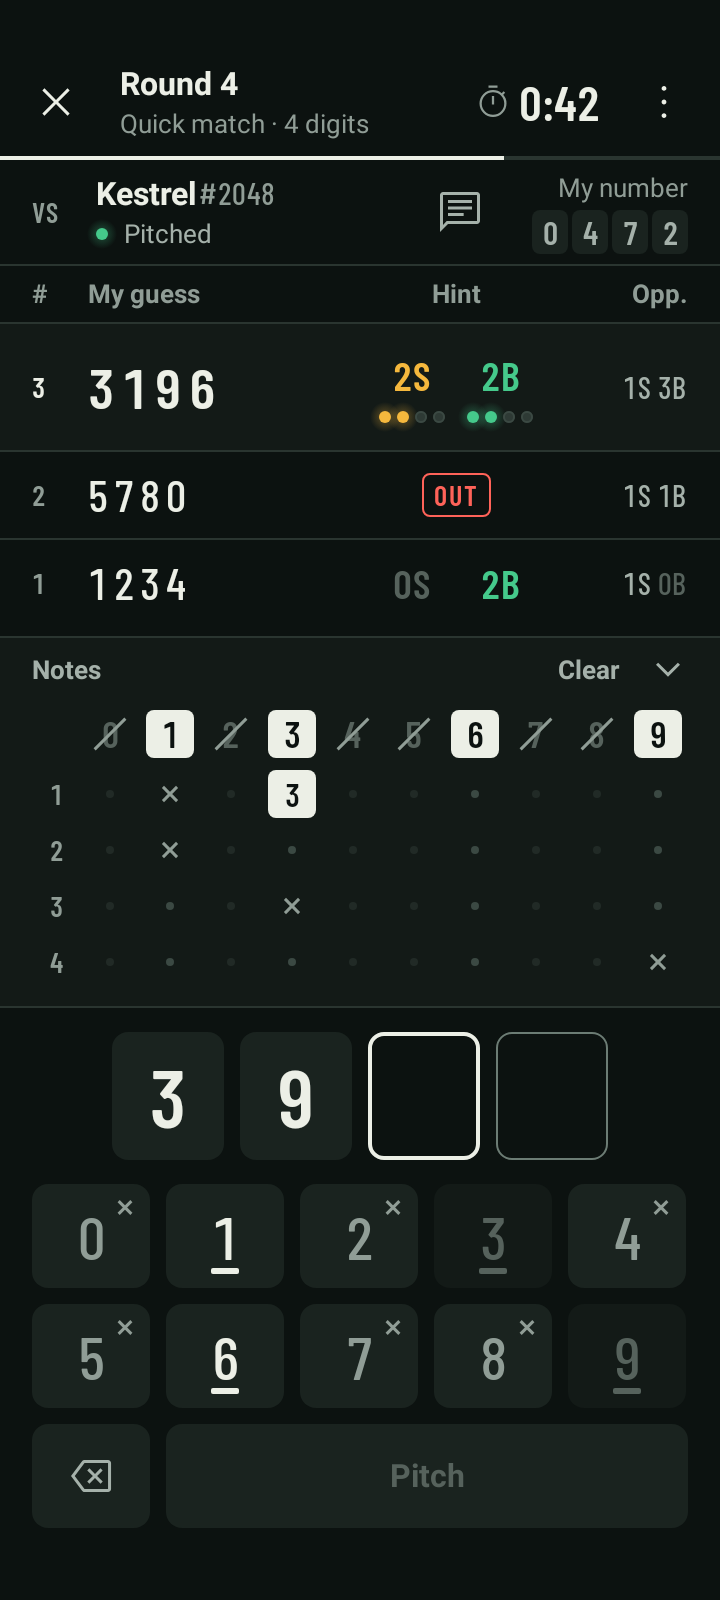 Round 4
Quick match · 4 digits
0:42
VS
Kestrel #2048
Pitched
My number
0 4 7 2
# My guess Hint Opp.
3 3196 2S 2B 1S 3B
2 5780 OUT 1S 1B
1 1234 0S 2B 1S 0B
Notes Clear
0 1 2 3 4 5 6 7 8 9
1 × 3
2 ×
3 ×
4 ×
3 9
0 × 1 2 × 3 4 ×
5 × 6 7 × 8 × 9
Pitch